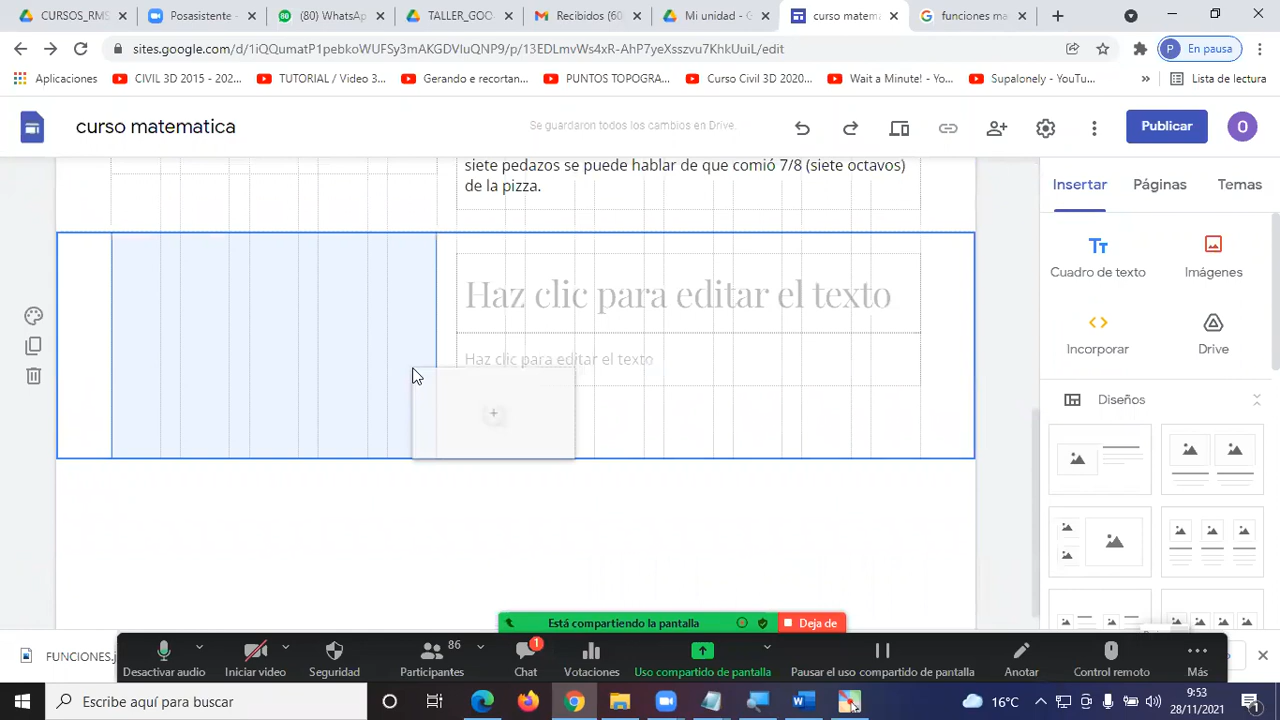 CURSOS_RM
Posasistente -
(80) WhatsA
TALLER_GOO
Recibidos (60
Mi unidad - G
curso matema
funciones ma
sites.google.com/d/1iQQumatP1pebkoWUFSy3mAKGDVluQNP9/p/13EDLmvWs4xR-AhP7yeXsszvu7KhkUuiL/edit
P En pausa
Aplicaciones
CIVIL 3D 2015 - 202...
TUTORIAL / Video 3...
Gerando e recortan...
PUNTOS TOPOGRA...
Curso Civil 3D 2020...
Wait a Minute! - Yo...
Supalonely - YouTu...
»
Lista de lectura
curso matematica
Se guardaron todos los cambios en Drive.
Publicar
O
siete pedazos se puede hablar de que comió 7/8 (siete octavos)
de la pizza.
Insertar
Páginas
Temas
Haz clic para editar el texto
Haz clic para editar el texto
Cuadro de texto
Imágenes
Incorporar
Drive
Diseños
Está compartiendo la pantalla
Deja de
FUNCIONES.j
Desactivar audio
Iniciar video
Seguridad
86
Participantes
1
Chat
Votaciones
Uso compartido de pantalla
Pausar el uso compartido de pantalla
Anotar
Control remoto
Más
Escribe aquí para buscar
16°C
9:53
28/11/2021
1